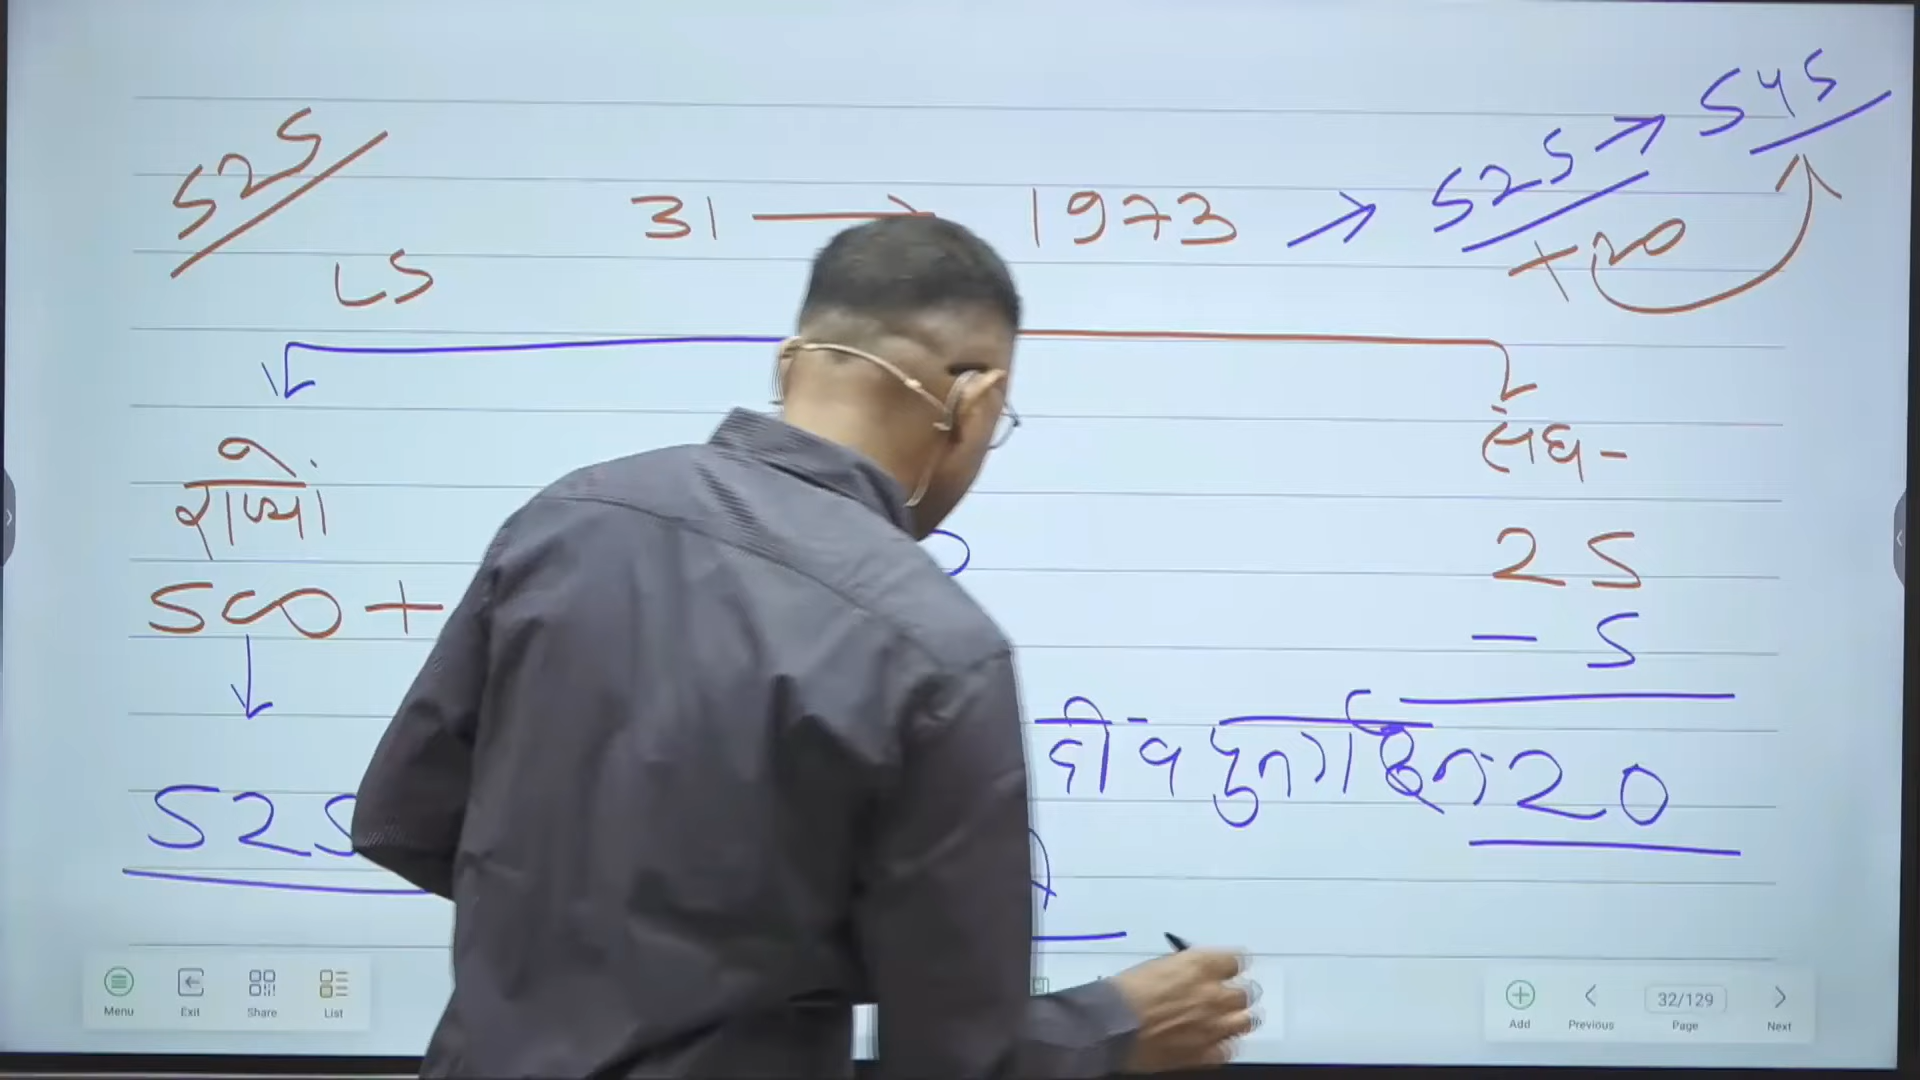 525
31 → 1973 → 525 → 545
+20
LS
राज्यों
संघ-
500 +
25
- 5
525
20
Menu
Exit
Share
List
Add
Previous
32/129
Page
Next